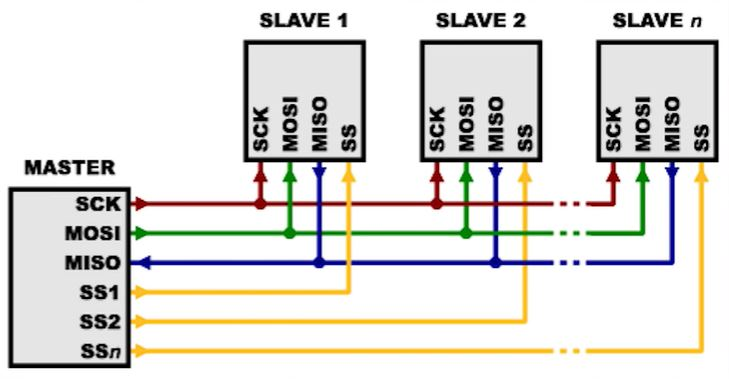 SLAVE 1 SLAVE 2 SLAVE n
SCK MOSI MISO SS SCK MOSI MISO SS SCK MOSI MISO SS
MASTER
SCK
MOSI
MISO
SS1
SS2
SSn